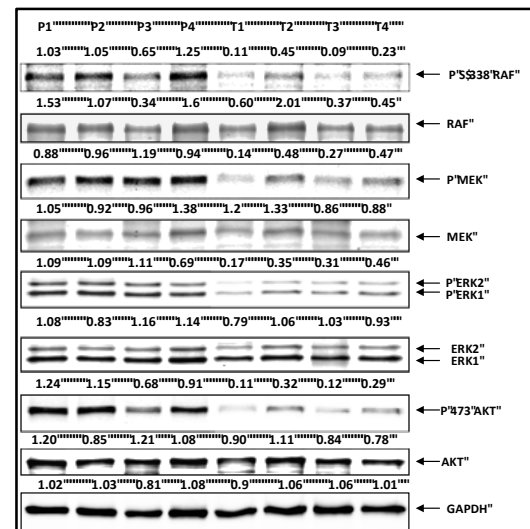 P1 P2 P3 P4 T1 T2 T3 T4
1.03 1.05 0.65 1.25 0.11 0.45 0.09 0.23
P"S338"RAF"
1.53 1.07 0.34 1.6 0.60 2.01 0.37 0.45
RAF"
0.88 0.96 1.19 0.94 0.14 0.48 0.27 0.47
P"MEK"
1.05 0.92 0.96 1.38 1.2 1.33 0.86 0.88
MEK"
1.09 1.09 1.11 0.69 0.17 0.35 0.31 0.46
P"ERK2"
P"ERK1"
1.08 0.83 1.16 1.14 0.79 1.06 1.03 0.93
ERK2"
ERK1"
1.24 1.15 0.68 0.91 0.11 0.32 0.12 0.29
P"473"AKT"
1.20 0.85 1.21 1.08 0.90 1.11 0.84 0.78
AKT"
1.02 1.03 0.81 1.08 0.9 1.06 1.06 1.01
GAPDH"